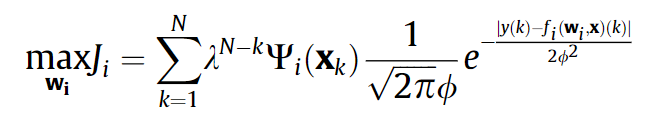 $\max_{\mathbf{w_i}} J_i = \sum_{k=1}^{N} \lambda^{N-k} \Psi_i(\mathbf{x}_k) \frac{1}{\sqrt{2\pi}\phi} e^{-\frac{|y(k)-f_i(\mathbf{w}_i,\mathbf{x})(k)|}{2\phi^2}}$